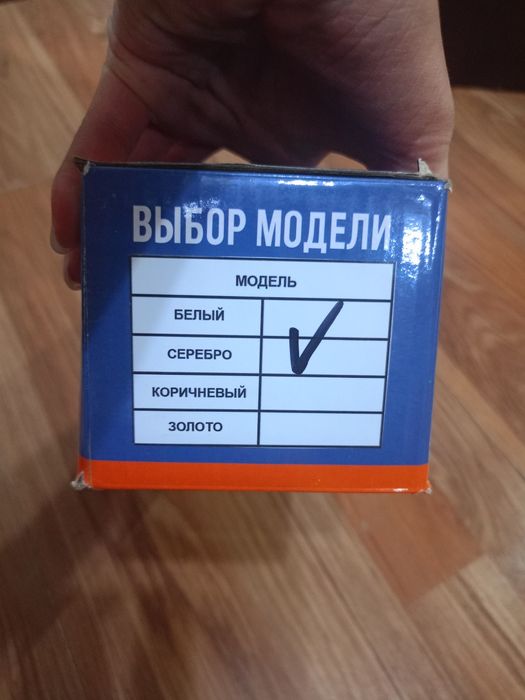 ВЫБОР МОДЕЛИ
МОДЕЛЬ
БЕЛЫЙ
СЕРЕБРО
КОРИЧНЕВЫЙ
ЗОЛОТО